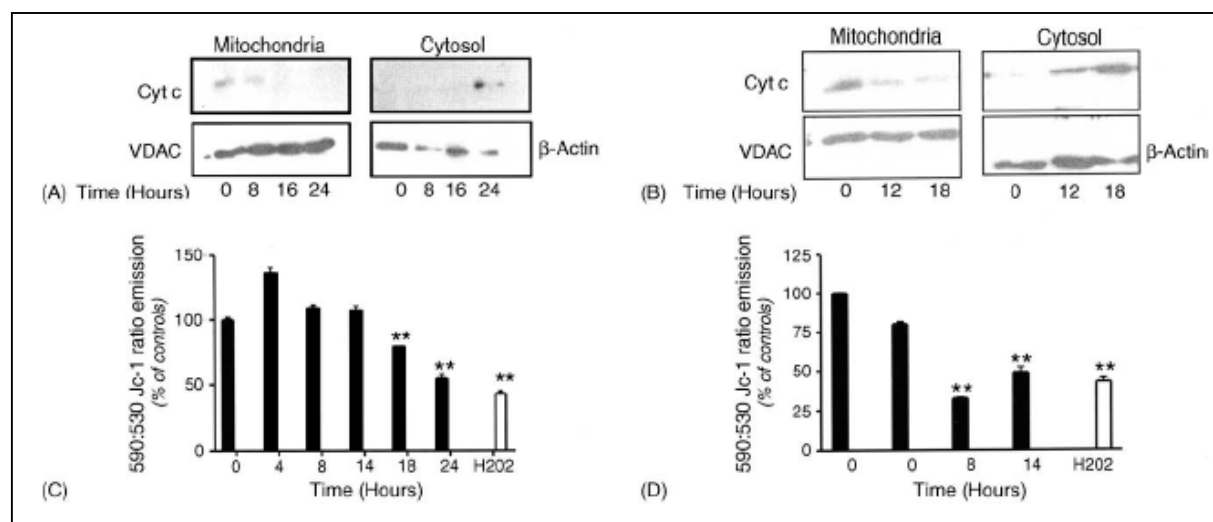 Mitochondria Cytosol
Cyt c
VDAC β-Actin
0 8 16 24 0 8 16 24
(A) Time (Hours)
Mitochondria Cytosol
Cyt c
VDAC β-Actin
0 12 18 0 12 18
(B) Time (Hours)
590:530 Jc-1 ratio emission
(% of controls)
150
100
50
0
** ** **
0 4 8 14 18 24 H202
(C) Time (Hours)
590:530 Jc-1 ratio emission
(% of controls)
125
100
75
50
25
0
** ** **
0 0 8 14 H202
(D) Time (Hours)